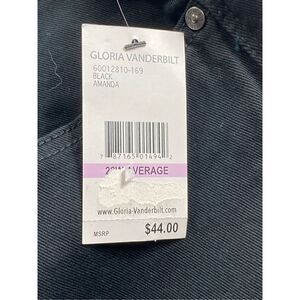 GLORIA VANDERBILT
60012810-169
BLACK
AMANDA
7 87165 01494 2
AVERAGE
www.Gloria-Vanderbilt.com
MSRP $44.00